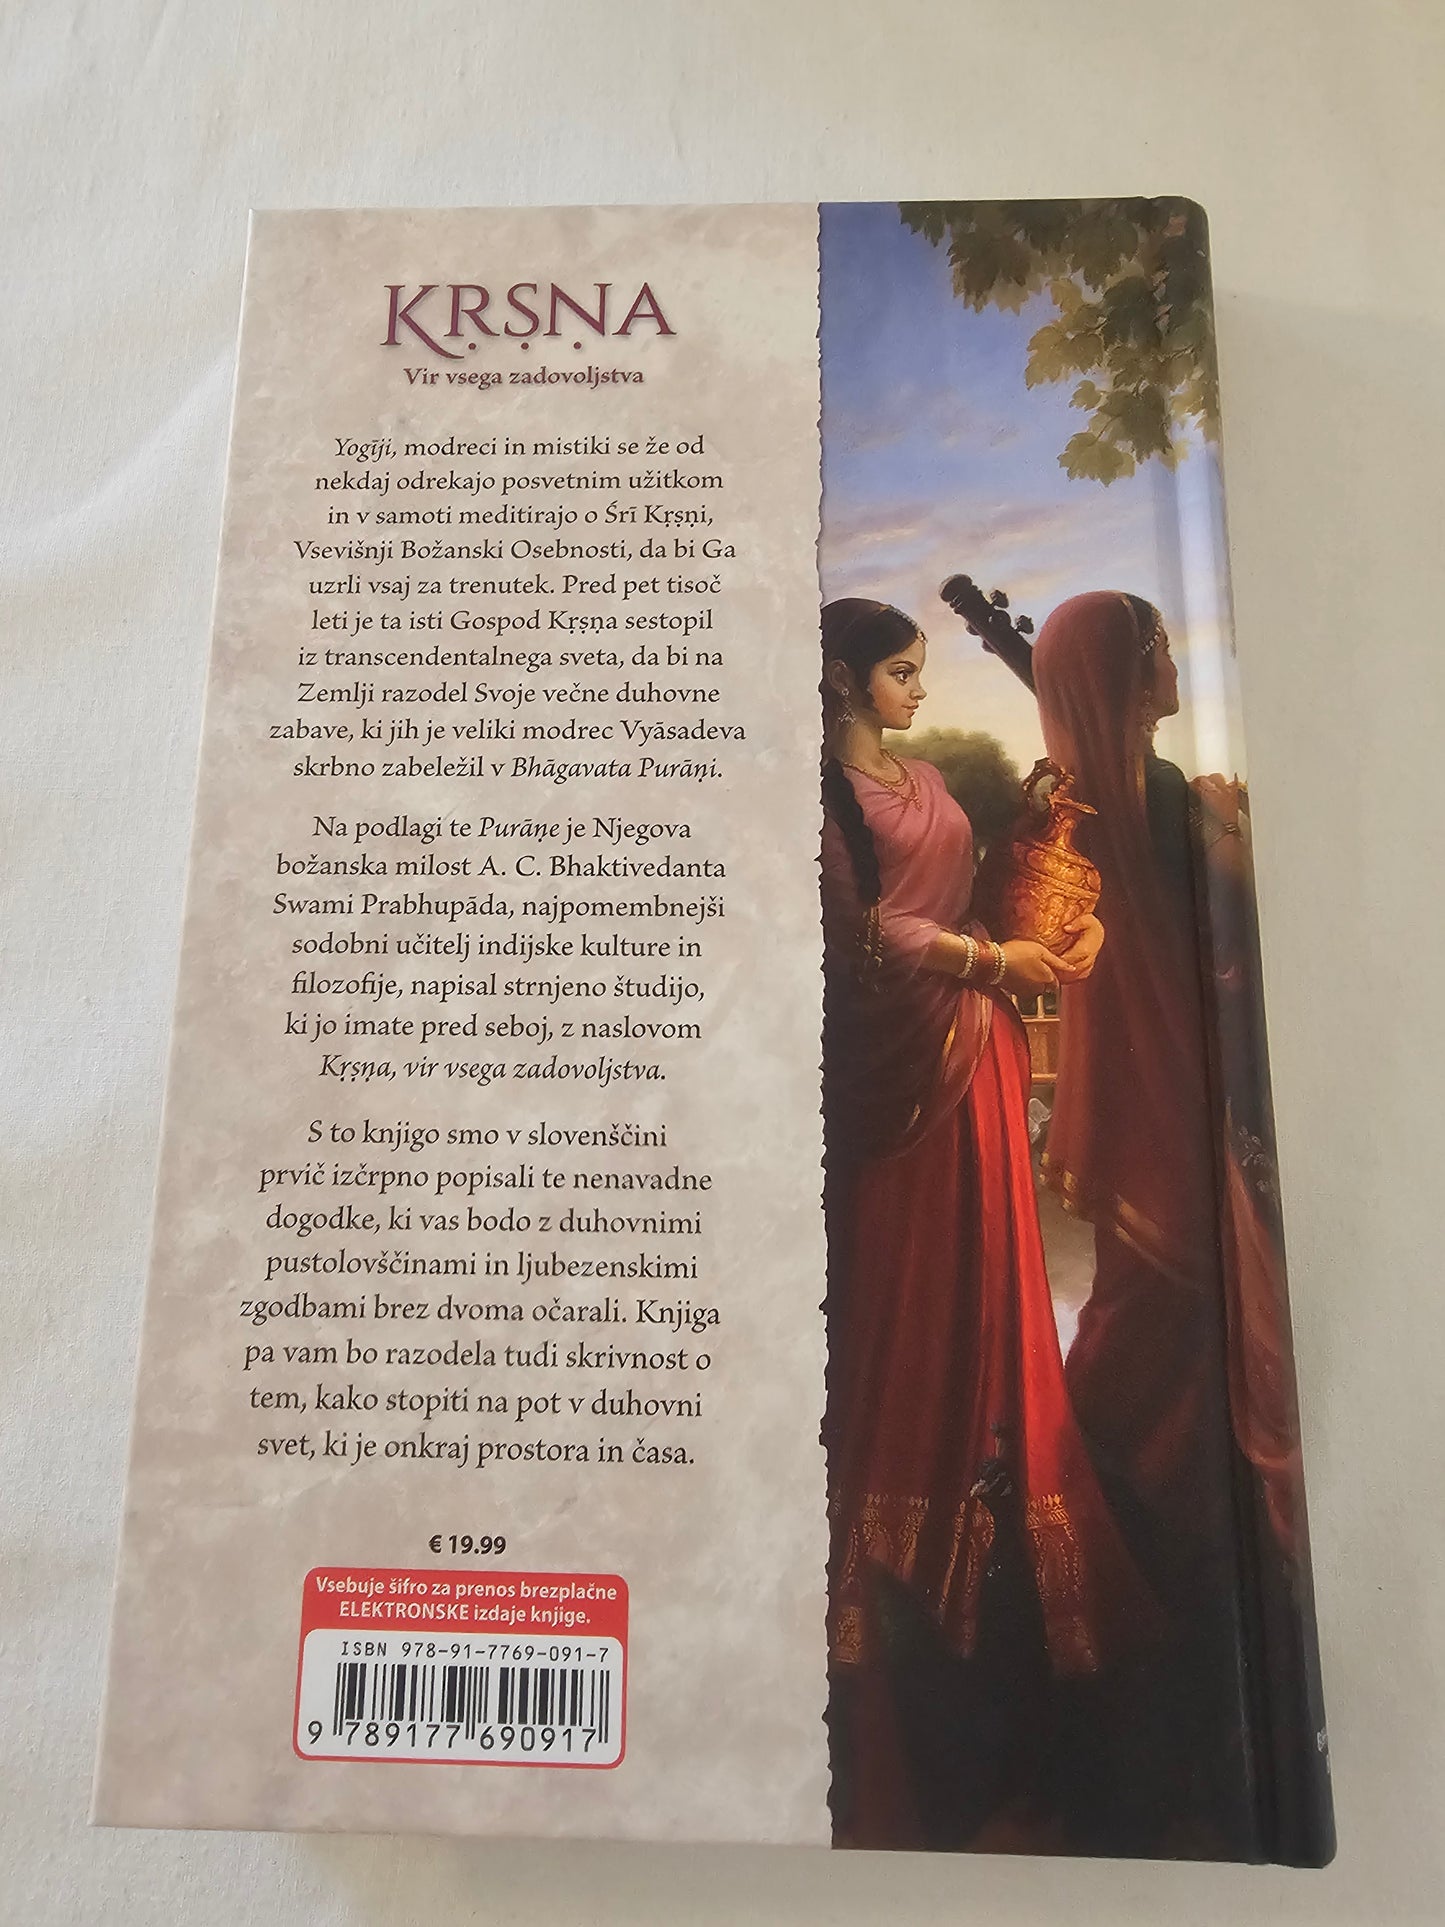 KṚṢṆA
Vir vsega zadovoljstva
Yogīji, modreci in mistiki se že od
nekdaj odrekajo posvetnim užitkom
in v samoti meditirajo o Śrī Kṛṣṇi,
Vsevišnji Božanski Osebnosti, da bi Ga
uzrli vsaj za trenutek. Pred pet tisoč
leti je ta isti Gospod Kṛṣṇa sestopil
iz transcendentalnega sveta, da bi na
Zemlji razodel Svoje večne duhovne
zabave, ki jih je veliki modrec Vyāsadeva
skrbno zabeležil v Bhāgavata Purāṇi.
Na podlagi te Purāṇe je Njegova
božanska milost A. C. Bhaktivedanta
Swami Prabhupāda, najpomembnejši
sodobni učitelj indijske kulture in
filozofije, napisal strnjeno študijo,
ki jo imate pred seboj, z naslovom
Kṛṣṇa, vir vsega zadovoljstva.
S to knjigo smo v slovenščini
prvič izčrpno popisali te nenavadne
dogodke, ki vas bodo z duhovnimi
pustolovščinami in ljubezenskimi
zgodbami brez dvoma očarali. Knjiga
pa vam bo razodela tudi skrivnost o
tem, kako stopiti na pot v duhovni
svet, ki je onkraj prostora in časa.
€ 19.99
Vsebuje šifro za prenos brezplačne
ELEKTRONSKE izdaje knjige.
ISBN 978-91-7769-091-7
9 789177 690917